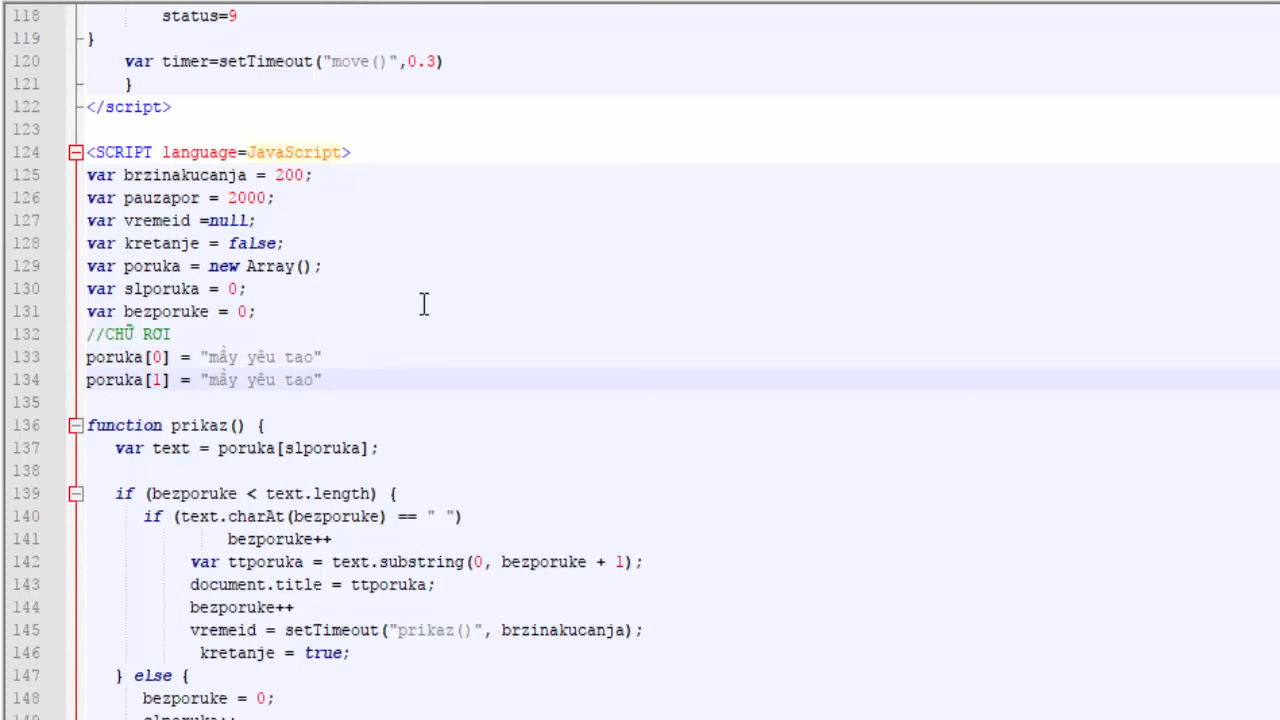 118 status=9
119 }
120 var timer=setTimeout("move()",0.3)
121 }
122 </script>
123
124 <SCRIPT language=JavaScript>
125 var brzinakucanja = 200;
126 var pauzapor = 2000;
127 var vremeid =null;
128 var kretanje = false;
129 var poruka = new Array();
130 var slporuka = 0;
131 var bezporuke = 0;
132 //CHỮ RƠI
133 poruka[0] = "mầy yêu tao"
134 poruka[1] = "mầy yêu tao"
135
136 function prikaz() {
137 var text = poruka[slporuka];
138
139 if (bezporuke < text.length) {
140 if (text.charAt(bezporuke) == " ")
141 bezporuke++
142 var ttporuka = text.substring(0, bezporuke + 1);
143 document.title = ttporuka;
144 bezporuke++
145 vremeid = setTimeout("prikaz()", brzinakucanja);
146 kretanje = true;
147 } else {
148 bezporuke = 0;
149 slporuka++